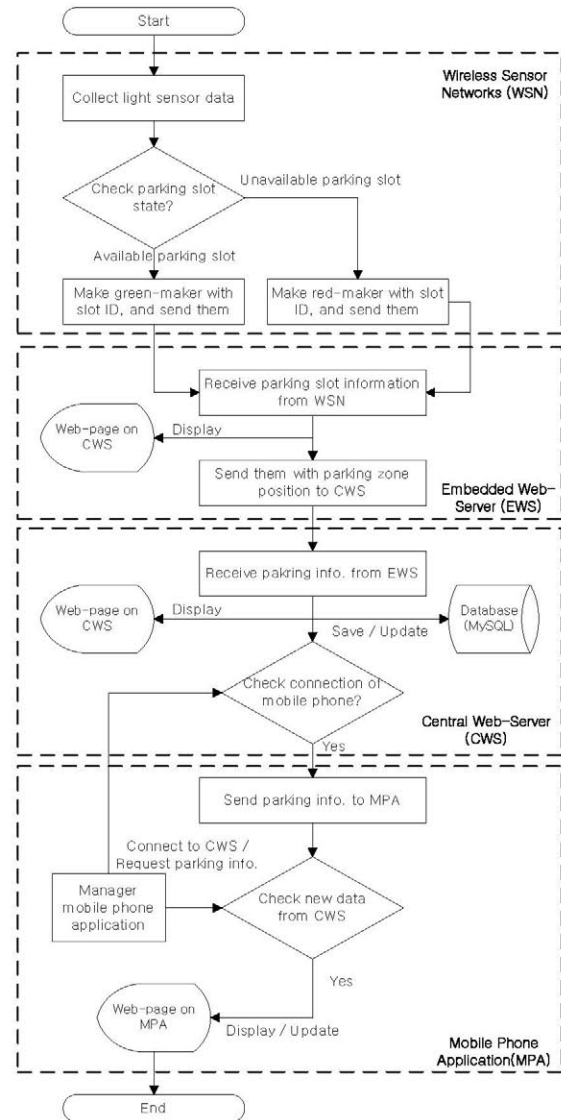 Start
Wireless Sensor
Networks (WSN)
Collect light sensor data
Check parking slot
state?
Unavailable parking slot
Available parking slot
Make green-maker with
slot ID, and send them
Make red-maker with slot
ID, and send them
Receive parking slot information
from WSN
Web-page on
CWS
Display
Send them with parking zone
position to CWS
Embedded Web-
Server (EWS)
Receive pakring info. from EWS
Web-page on
CWS
Display
Save / Update
Database
(MySQL)
Check connection of
mobile phone?
Central Web-Server
(CWS)
Yes
Send parking info. to MPA
Connect to CWS /
Request parking info.
Manager
mobile phone
application
Check new data
from CWS
Yes
Web-page on
MPA
Display / Update
Mobile Phone
Application(MPA)
End